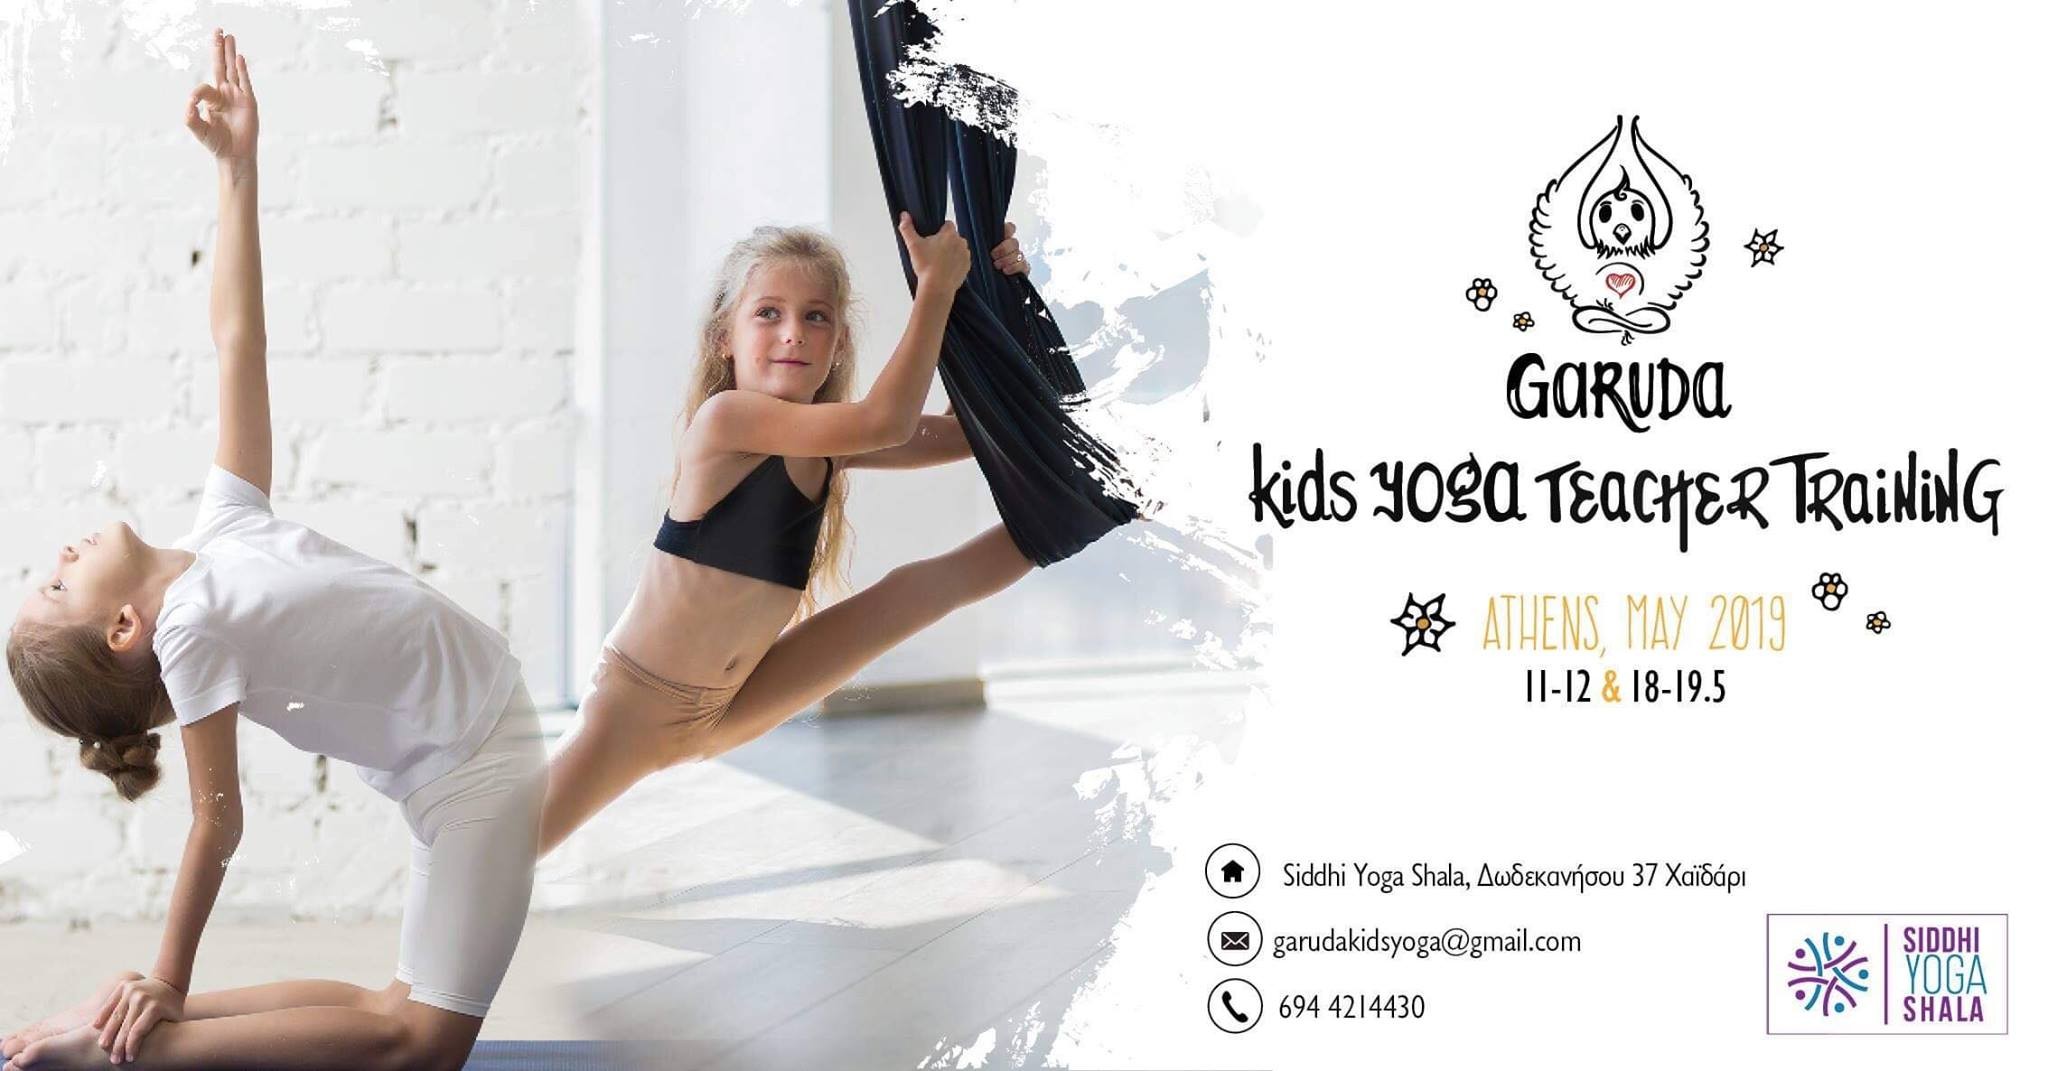 GARUDA
Kids YOGA TEACHER TRAINING
ATHENS, MAY 2019
11-12 & 18-19.5
Siddhi Yoga Shala, Δωδεκανήσου 37 Χαϊδάρι
garudakidsyoga@gmail.com
694 4214430
SIDDHI
YOGA
SHALA